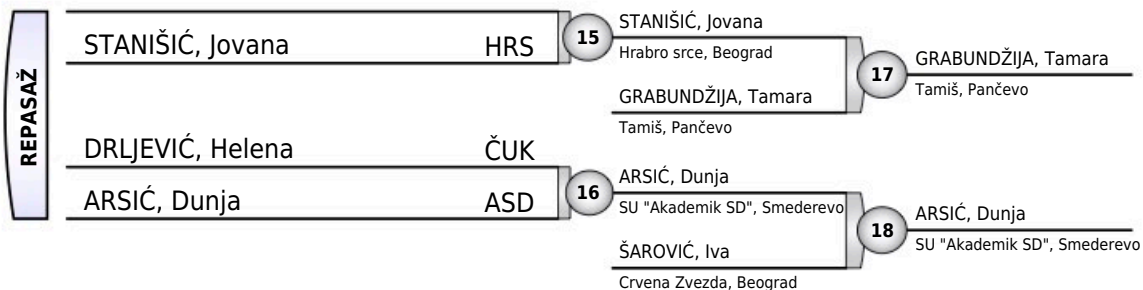 REPASAŽ
STANIŠIĆ, Jovana HRS
15
STANIŠIĆ, Jovana
Hrabro srce, Beograd
GRABUNDŽIJA, Tamara
Tamiš, Pančevo
17
GRABUNDŽIJA, Tamara
Tamiš, Pančevo
DRLJEVIĆ, Helena ČUK
ARSIĆ, Dunja ASD
16
ARSIĆ, Dunja
SU "Akademik SD", Smederevo
ŠAROVIĆ, Iva
Crvena Zvezda, Beograd
18
ARSIĆ, Dunja
SU "Akademik SD", Smederevo